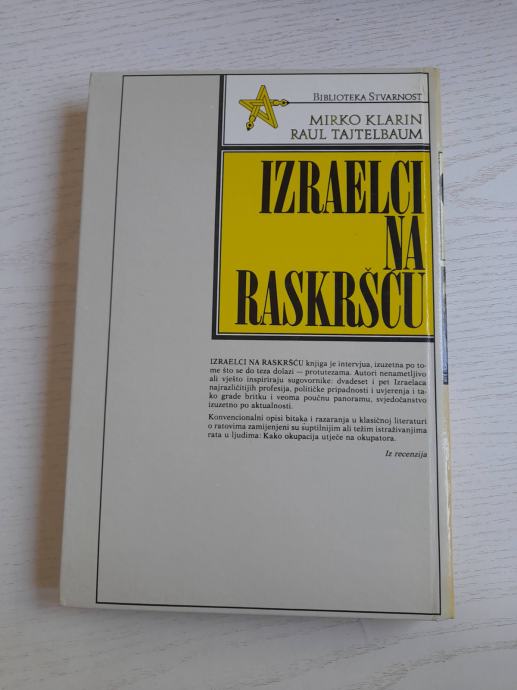 BIBLIOTEKA STVARNOST
MIRKO KLARIN
RAUL TAJTELBAUM
IZRAELCI
NA
RASKRŠĆU
IZRAELCI NA RASKRŠĆU knjiga je intervjua, izuzetna po to-
me što se do teza dolazi — protutezama. Autori nenametljivo
ali vješto inspiriraju sugovornike: dvadeset i pet Izraelaca
najrazličitijih profesija, političke pripadnosti i uvjerenja i ta-
ko grade britku i veoma poučnu panoramu, svjedočanstvo
izuzetno po aktualnosti.
Konvencionalni opisi bitaka i razaranja u klasičnoj literaturi
o ratovima zamijenjeni su suptilnijim ali težim istraživanjima
rata u ljudima: Kako okupacija utječe na okupatora.
Iz recenzija